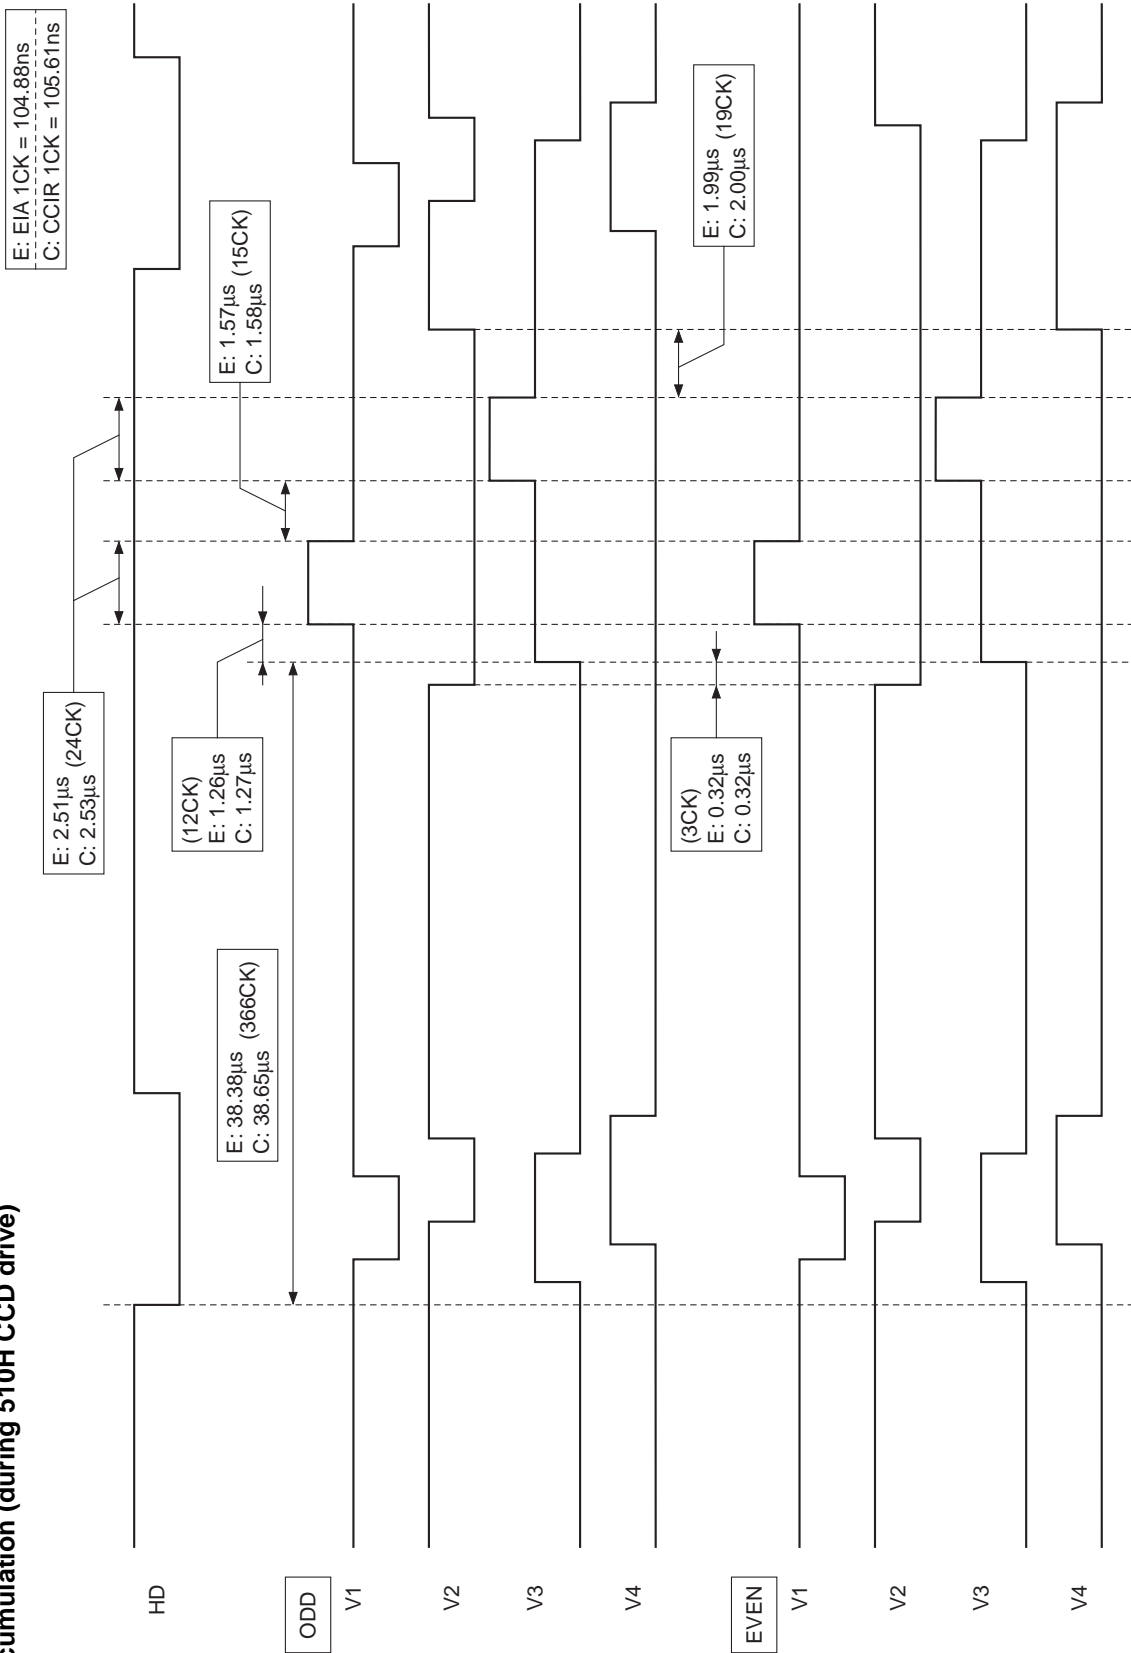 cumulation (during 510H CCD drive)
E: EIA 1CK = 104.88ns
C: CCIR 1CK = 105.61ns
HD
E: 2.51µs (24CK)
C: 2.53µs
E: 1.57µs (15CK)
C: 1.58µs
(12CK)
E: 1.26µs
C: 1.27µs
E: 38.38µs (366CK)
C: 38.65µs
ODD
V1
V2
V3
V4
E: 1.99µs (19CK)
C: 2.00µs
(3CK)
E: 0.32µs
C: 0.32µs
EVEN
V1
V2
V3
V4